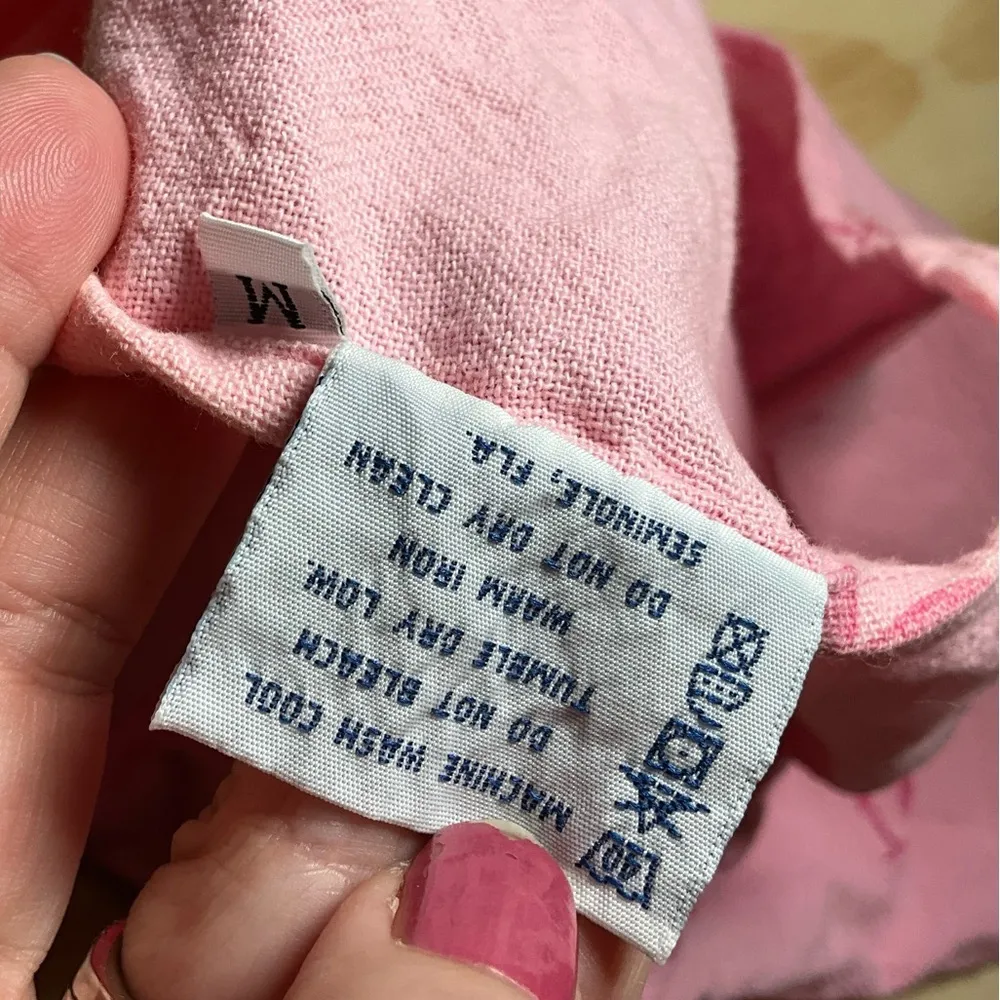 M
MACHINE WASH COOL
DO NOT BLEACH
TUMBLE DRY LOW
WARM IRON
DO NOT DRY CLEAN
SEMINOLE, FLA.